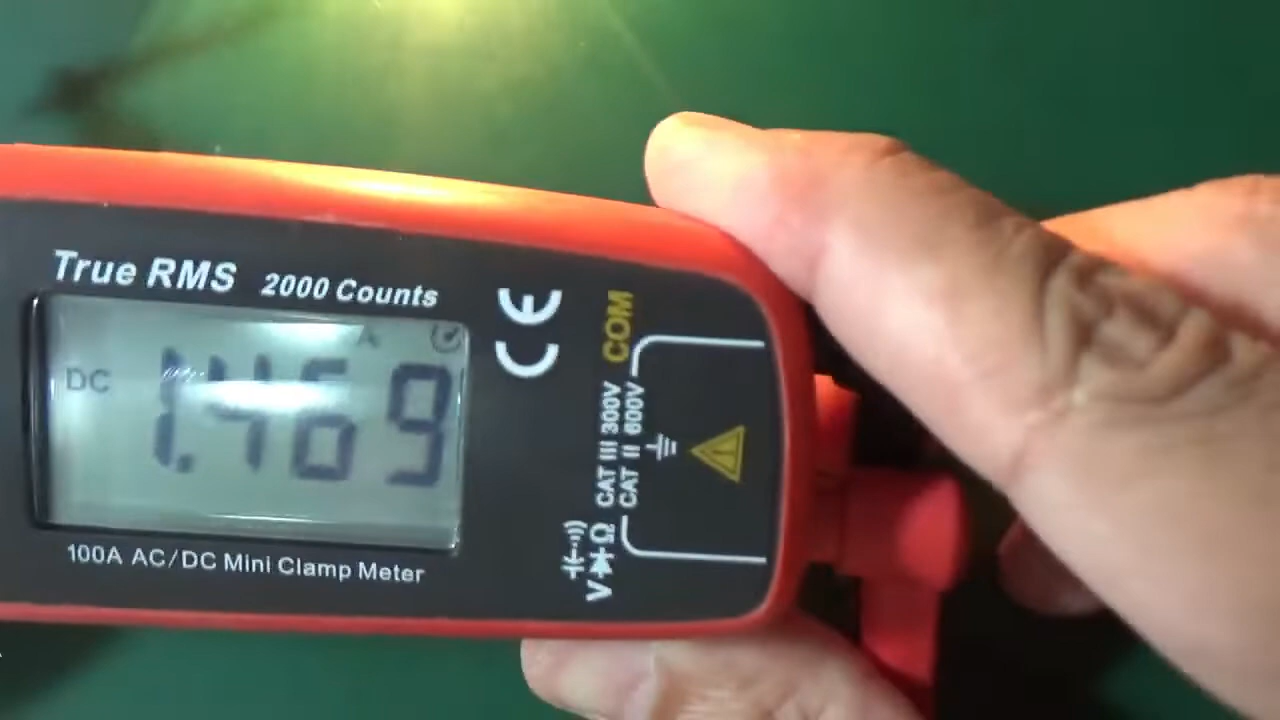 True RMS 2000 Counts
DC
1.469
100A AC/DC Mini Clamp Meter
CE
COM
CAT III 300V
CAT II 600V
VΩ